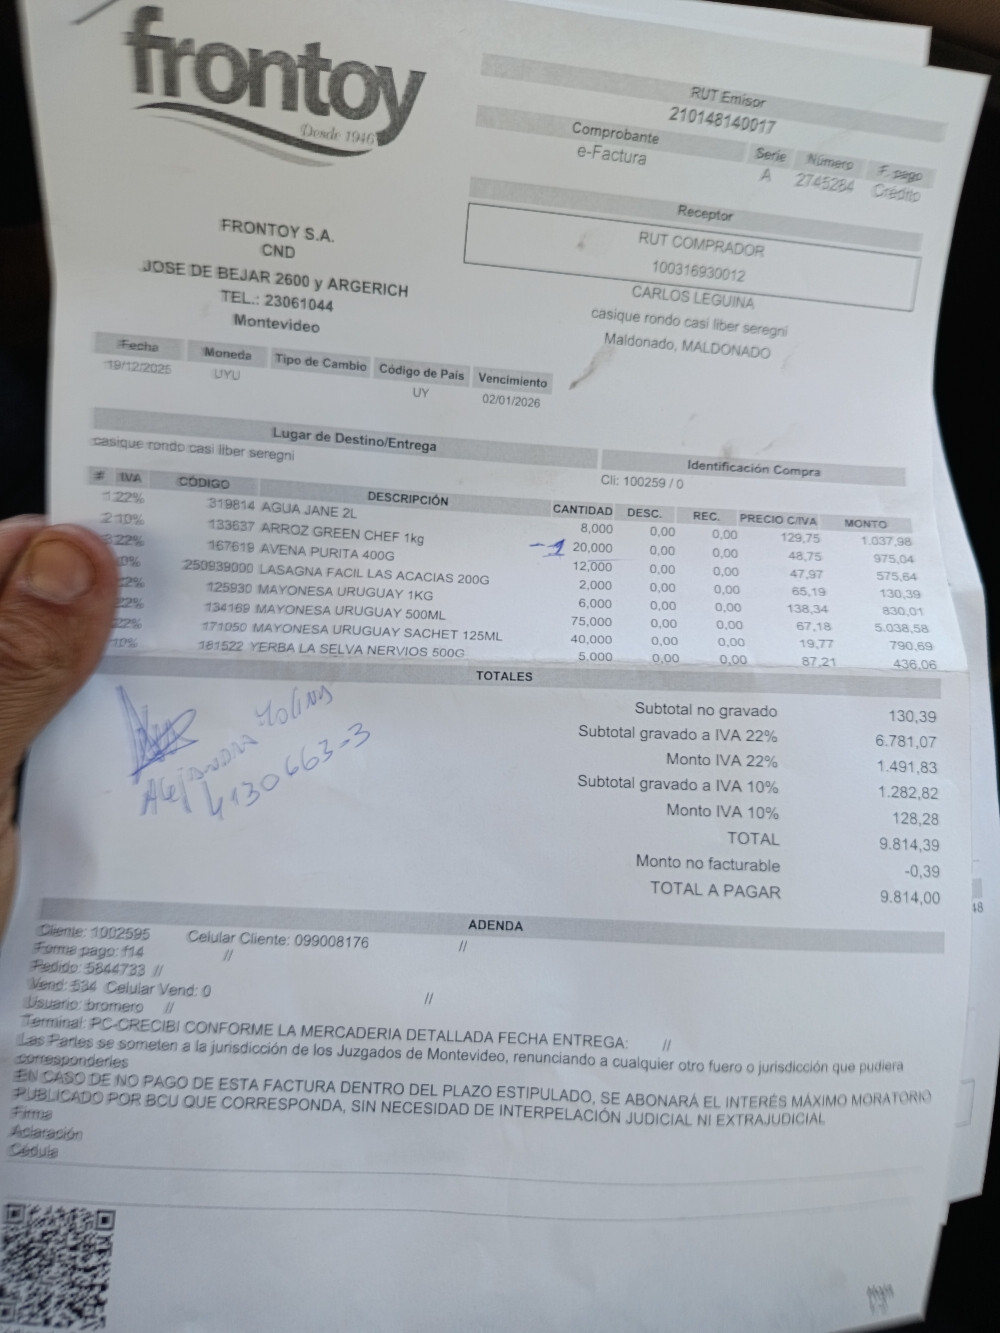 frontoy
Desde 1946
RUT Emisor
210148140017
Comprobante Serie Número F. pago
e-Factura A 2745284 Crédito
Receptor
RUT COMPRADOR
100316930012
CARLOS LEGUINA
casique rondo casi liber seregni
Maldonado, MALDONADO
FRONTOY S.A.
CND
JOSE DE BEJAR 2600 y ARGERICH
TEL.: 23061044
Montevideo
Fecha Moneda Tipo de Cambio Código de País Vencimiento
19/12/2025 UYU UY 02/01/2026
Lugar de Destino/Entrega Identificación Compra
casique rondo casi liber seregni Cli: 100259 / 0
# IVA CÓDIGO DESCRIPCIÓN CANTIDAD DESC. REC. PRECIO C/IVA MONTO
1 22% 319814 AGUA JANE 2L 8,000 0,00 0,00 129,75 1.037,98
2 10% 133637 ARROZ GREEN CHEF 1kg -1 20,000 0,00 0,00 48,75 975,04
3 22% 167619 AVENA PURITA 400G 12,000 0,00 0,00 47,97 575,64
0% 250939000 LASAGNA FACIL LAS ACACIAS 200G 2,000 0,00 0,00 65,19 130,39
22% 125930 MAYONESA URUGUAY 1KG 6,000 0,00 0,00 138,34 830,01
22% 134169 MAYONESA URUGUAY 500ML 75,000 0,00 0,00 67,18 5.038,58
22% 171050 MAYONESA URUGUAY SACHET 125ML 40,000 0,00 0,00 19,77 790,69
10% 181522 YERBA LA SELVA NERVIOS 500G 5,000 0,00 0,00 87,21 436,06
TOTALES
Subtotal no gravado 130,39
Subtotal gravado a IVA 22% 6.781,07
Monto IVA 22% 1.491,83
Subtotal gravado a IVA 10% 1.282,82
Monto IVA 10% 128,28
TOTAL 9.814,39
Monto no facturable -0,39
TOTAL A PAGAR 9.814,00
Alejandra Molina
4130663-3
ADENDA
Cliente: 1002595 Celular Cliente: 099008176 //
Forma pago: f14 //
Pedido: 5844733 //
Vend: 534 Celular Vend: 0 //
Usuario: bromero //
Terminal: PC-CRECIBI CONFORME LA MERCADERIA DETALLADA FECHA ENTREGA: //
Las Partes se someten a la jurisdicción de los Juzgados de Montevideo, renunciando a cualquier otro fuero o jurisdicción que pudiera
corresponderles
EN CASO DE NO PAGO DE ESTA FACTURA DENTRO DEL PLAZO ESTIPULADO, SE ABONARÁ EL INTERÉS MÁXIMO MORATORIO
PUBLICADO POR BCU QUE CORRESPONDA, SIN NECESIDAD DE INTERPELACIÓN JUDICIAL NI EXTRAJUDICIAL
Firma
Aclaración
Cédula
48